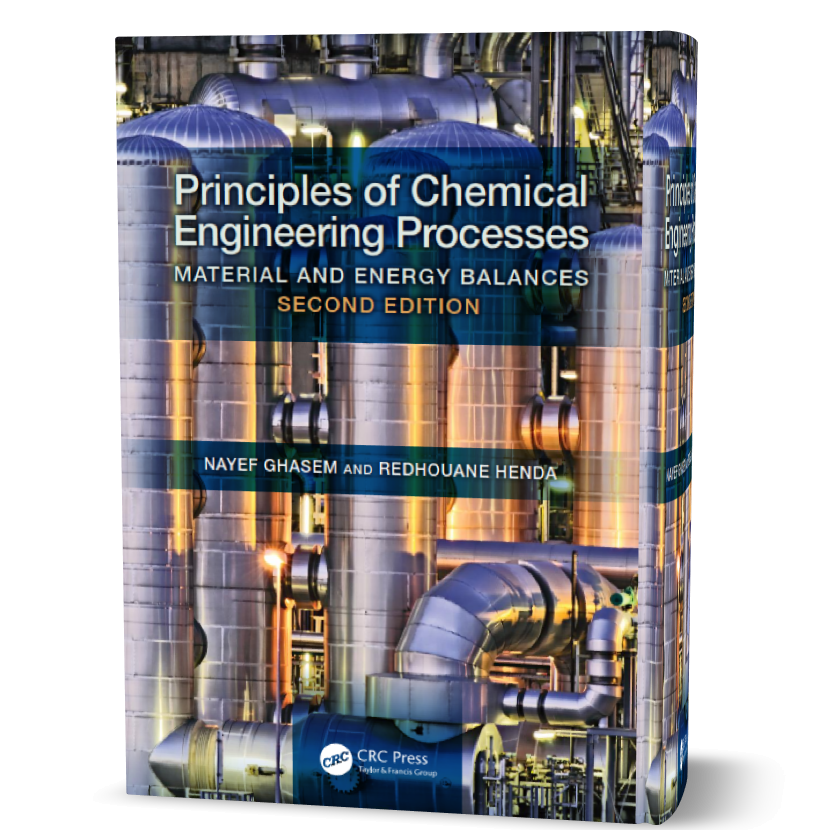 Principles of Chemical
Engineering Processes
MATERIAL AND ENERGY BALANCES
SECOND EDITION
NAYEF GHASEM AND REDHOUANE HENDA
CRC
CRC Press
Taylor & Francis Group